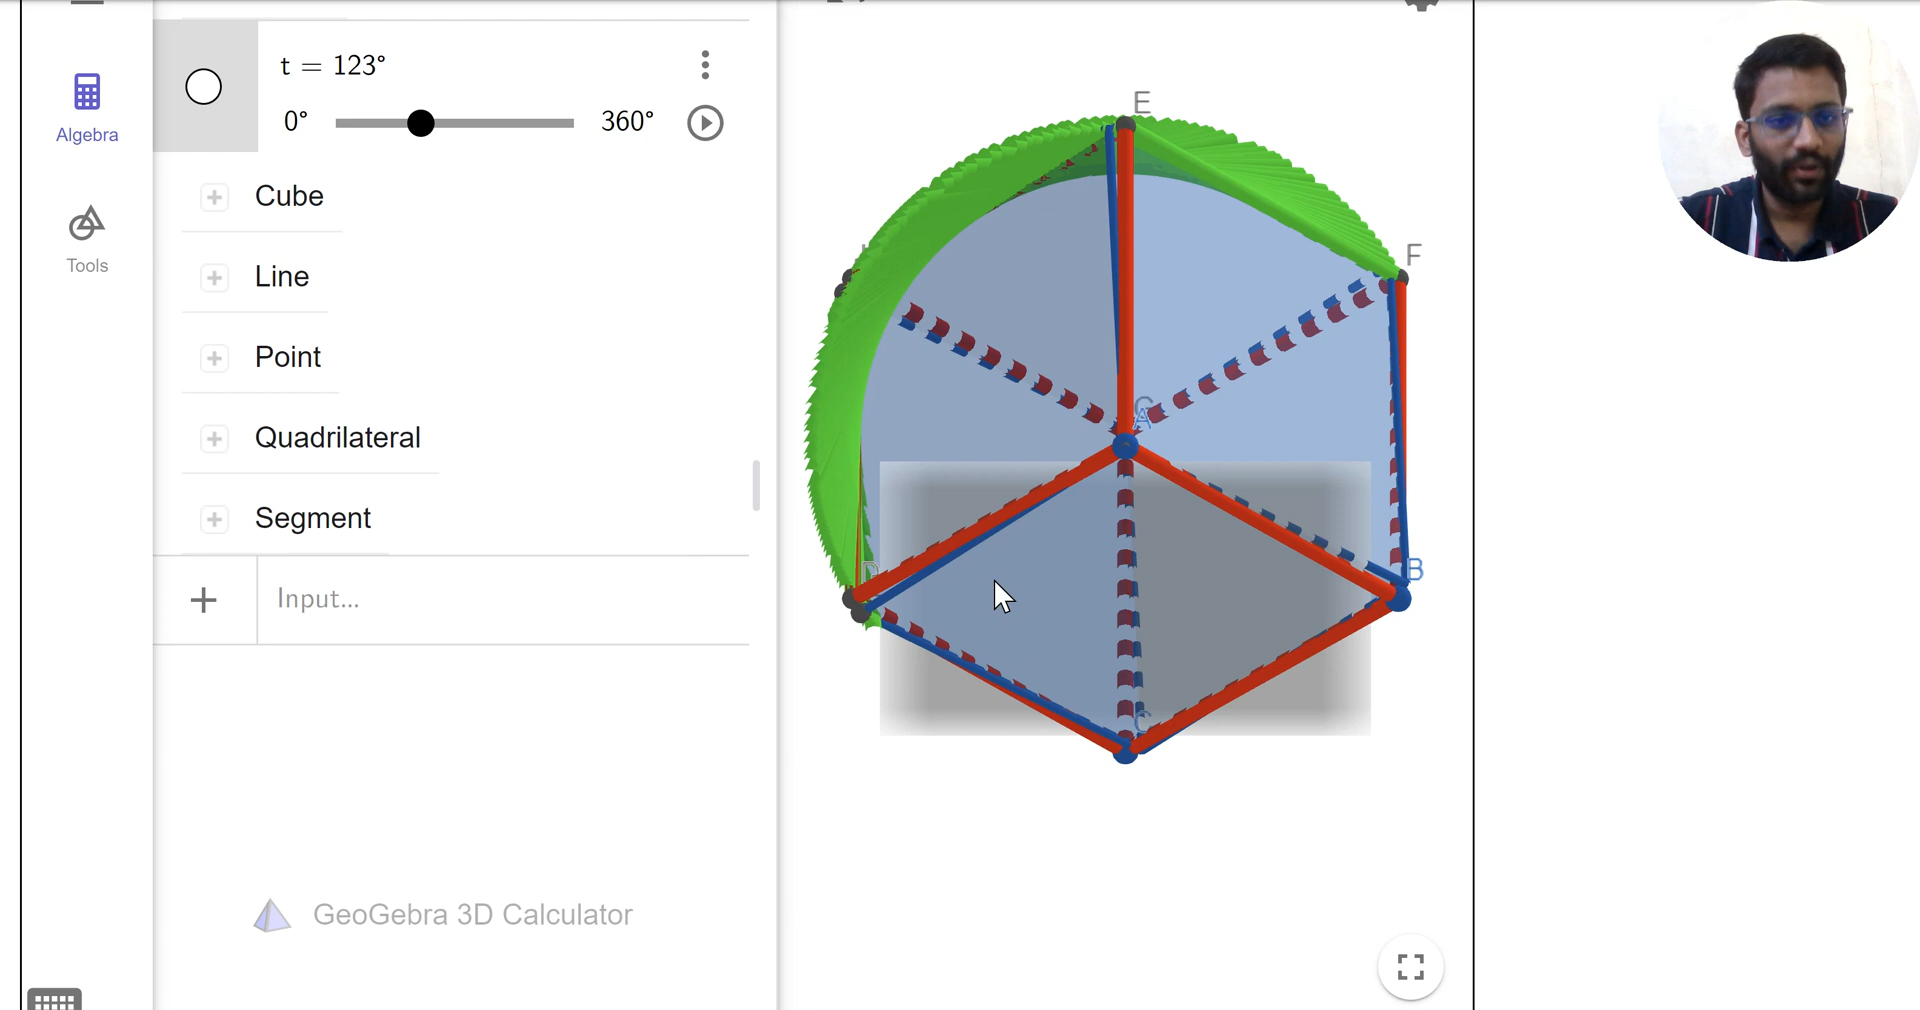 t = 123°
0°
360°
Algebra
Tools
Cube
Line
Point
Quadrilateral
Segment
Input...
GeoGebra 3D Calculator
E
F
G
A
D
B
C